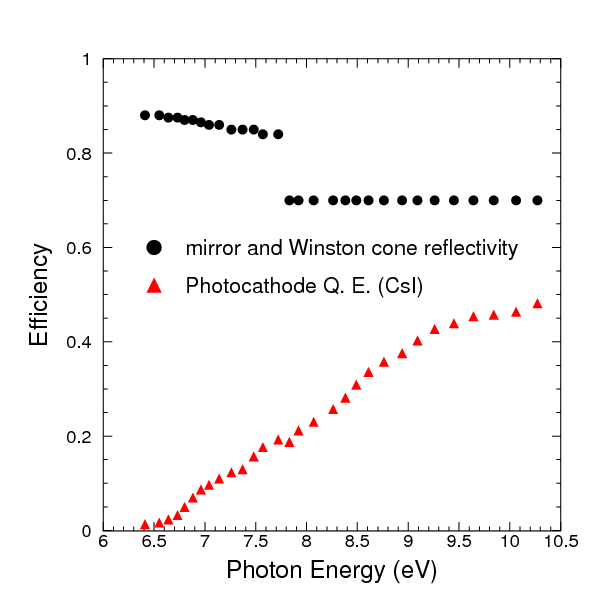 1
0.8
0.6
0.4
0.2
0
Efficiency
mirror and Winston cone reflectivity
Photocathode Q. E. (CsI)
6 6.5 7 7.5 8 8.5 9 9.5 10 10.5
Photon Energy (eV)